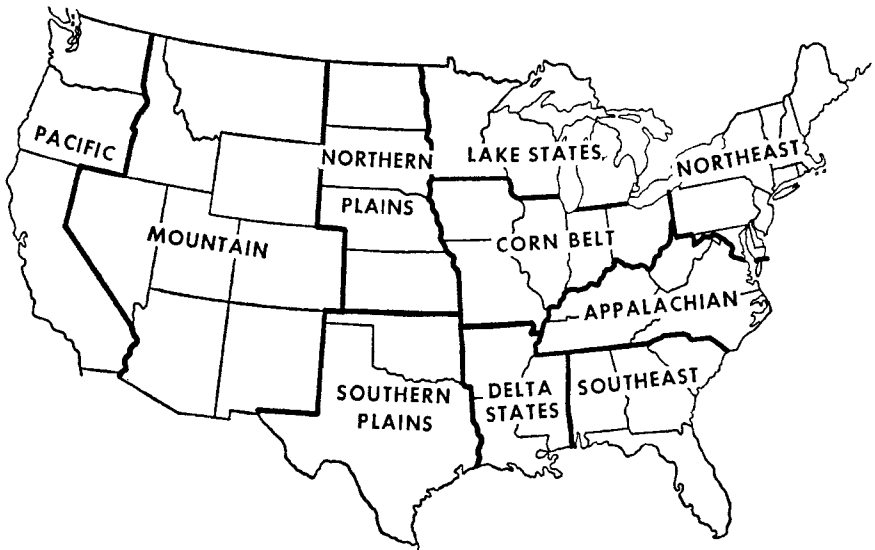 PACIFIC
MOUNTAIN
NORTHERN
PLAINS
LAKE STATES
CORN BELT
NORTHEAST
APPALACHIAN
SOUTHERN
PLAINS
DELTA
STATES
SOUTHEAST